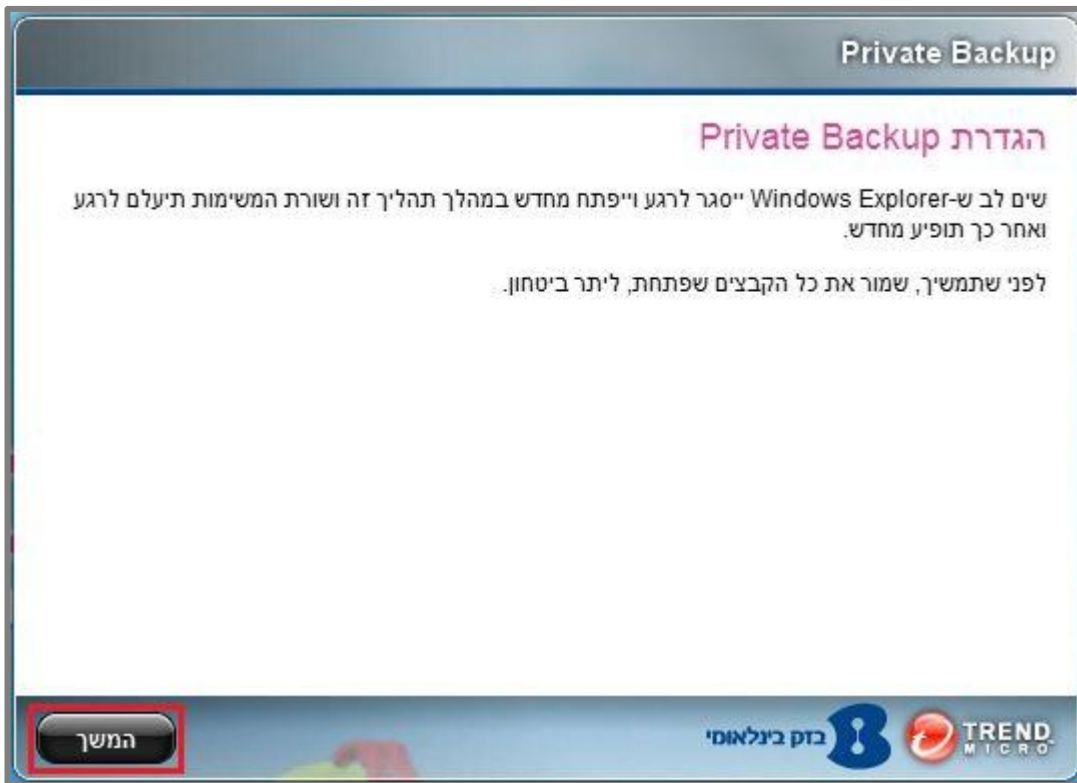 Private Backup
הגדרת Private Backup
שים לב ש-Windows Explorer ייסגר לרגע וייפתח מחדש במהלך תהליך זה ושורת המשימות תיעלם לרגע
ואחר כך תופיע מחדש.
לפני שתמשיך, שמור את כל הקבצים שפתחת, ליתר ביטחון.
המשך
בזק בינלאומי
TREND
MICRO